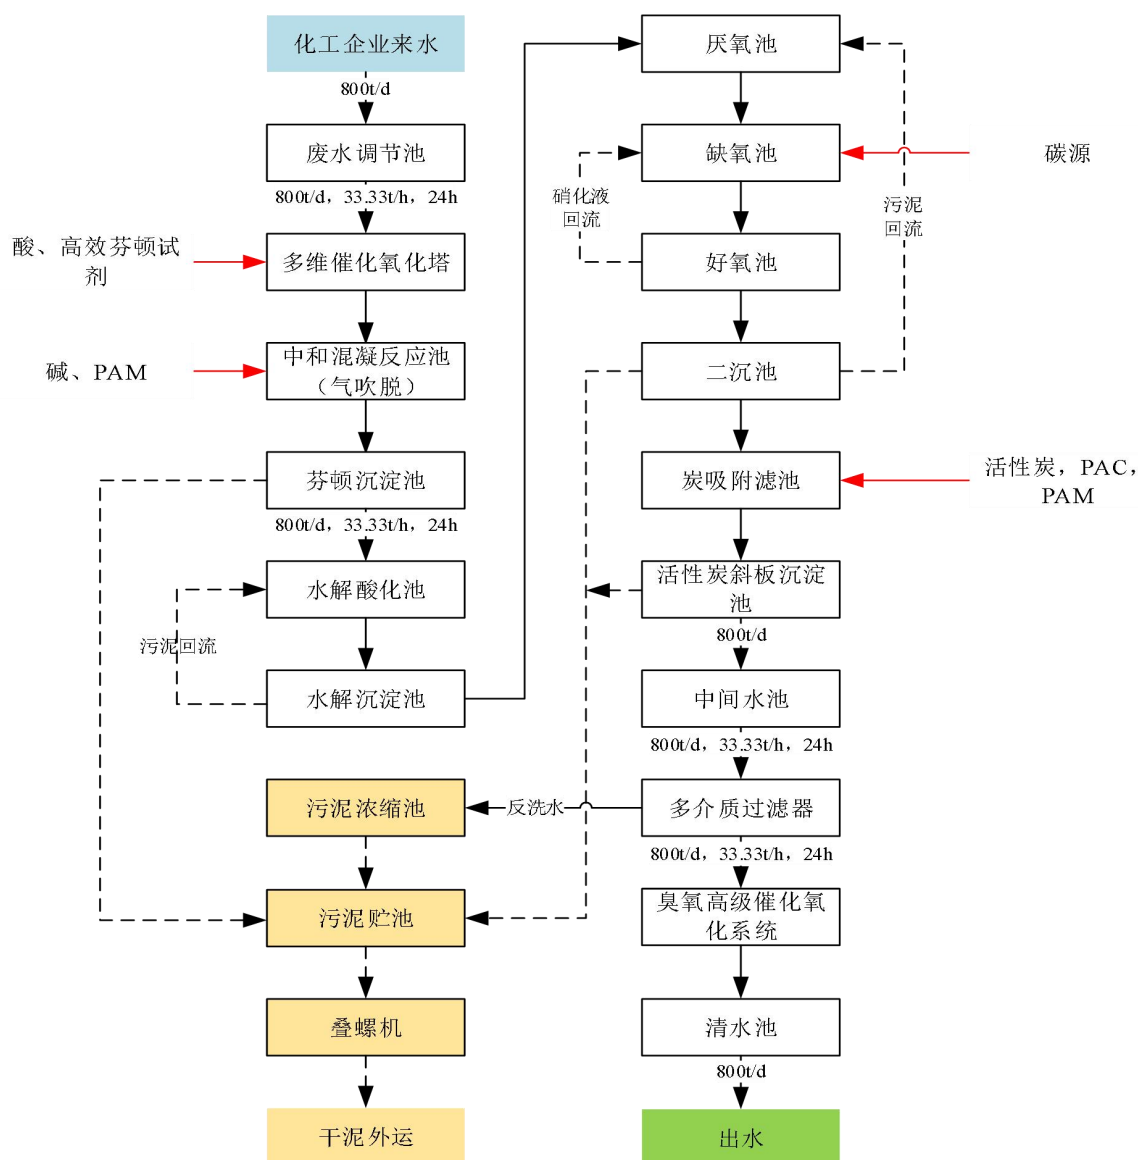 化工企业来水
800t/d
废水调节池
800t/d，33.33t/h，24h
酸、高效芬顿试
剂
多维催化氧化塔
碱、PAM
中和混凝反应池
（气吹脱）
芬顿沉淀池
800t/d，33.33t/h，24h
水解酸化池
污泥回流
水解沉淀池
污泥浓缩池
污泥贮池
叠螺机
干泥外运
厌氧池
缺氧池
碳源
硝化液
回流
污泥
回流
好氧池
二沉池
炭吸附滤池
活性炭，PAC，
PAM
活性炭斜板沉淀
池
800t/d
中间水池
800t/d，33.33t/h，24h
反洗水
多介质过滤器
800t/d，33.33t/h，24h
臭氧高级催化氧
化系统
清水池
800t/d
出水